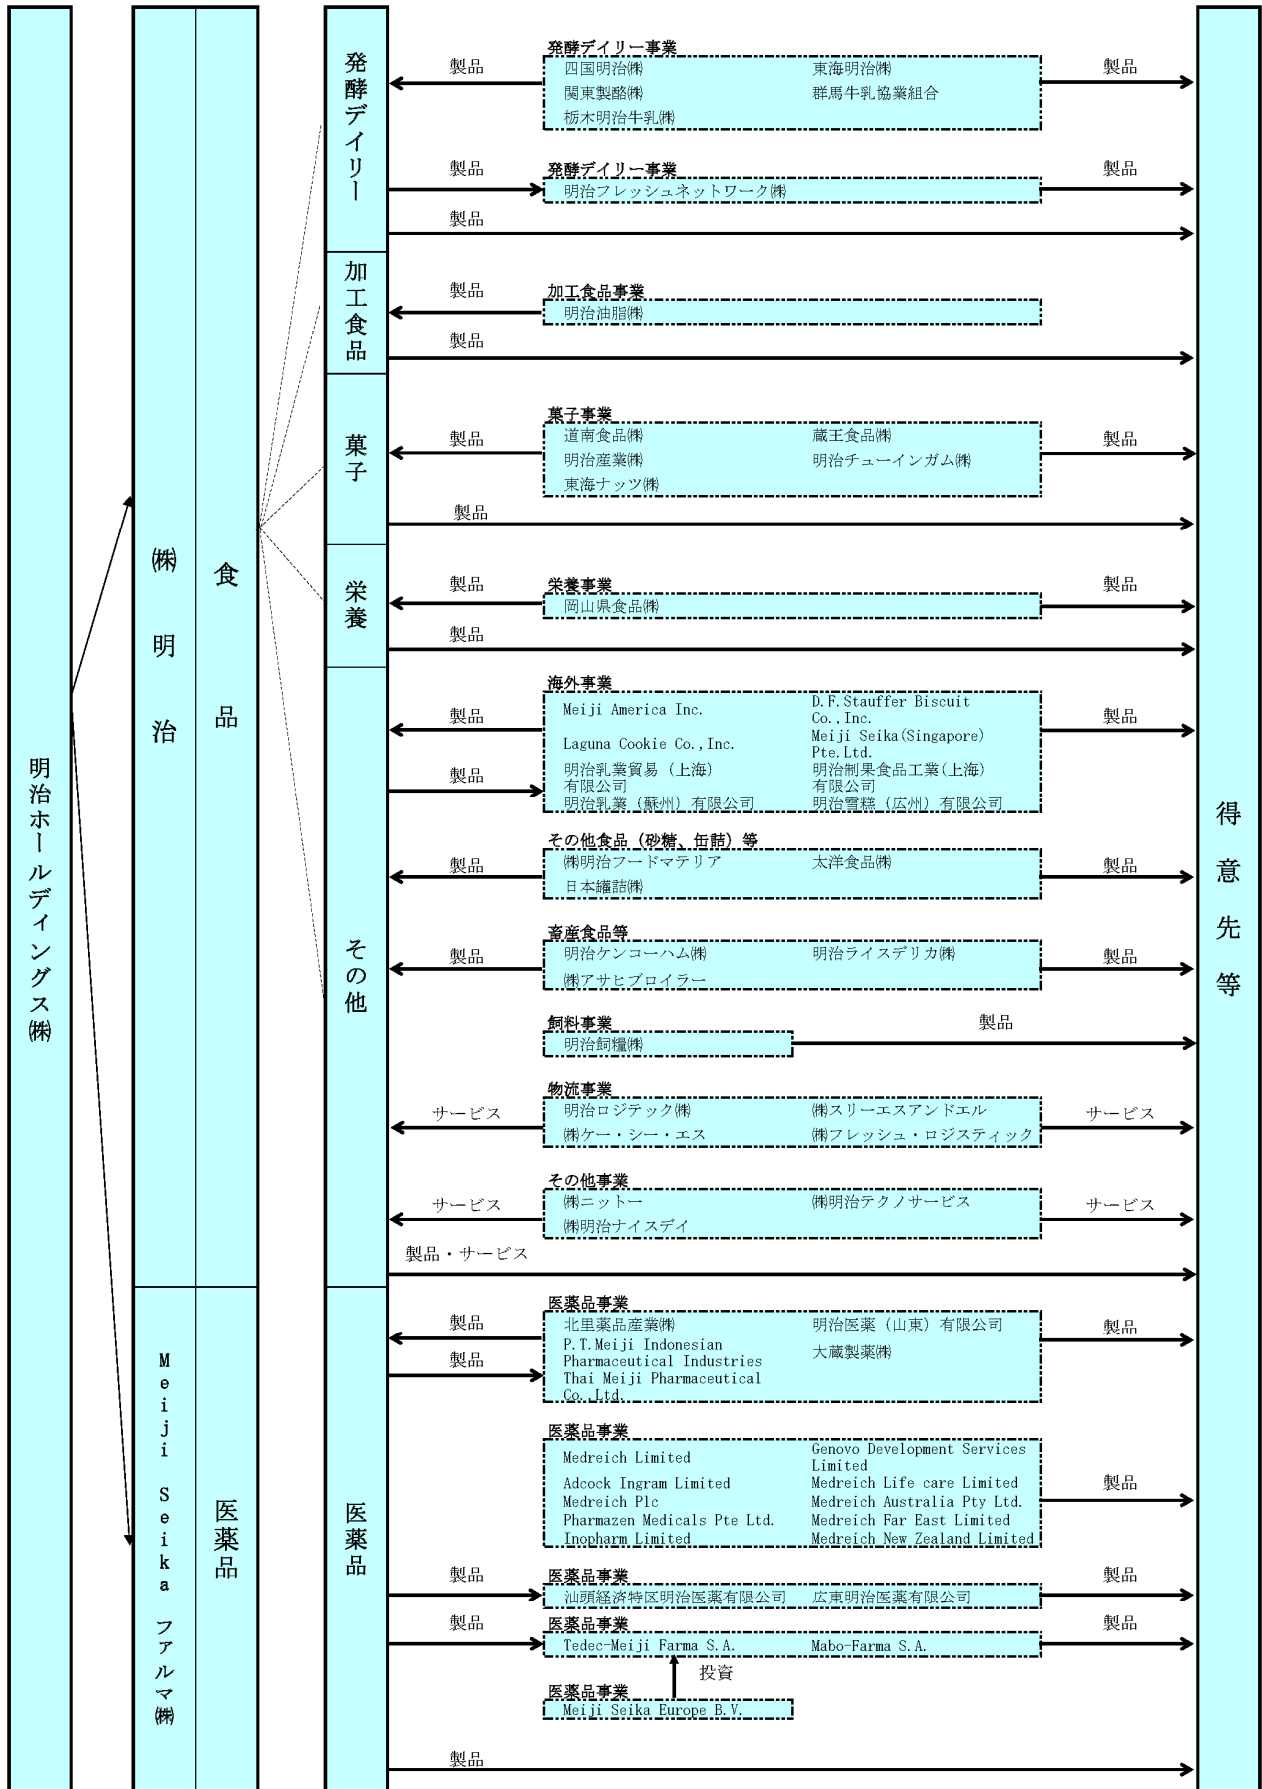 明治ホールディングス㈱
㈱明治
食品
Meiji Seika ファルマ㈱
医薬品
発酵デイリー
発酵デイリー事業
製品
四国明治㈱
東海明治㈱
関東製酪㈱
群馬牛乳協業組合
栃木明治牛乳㈱
製品
発酵デイリー事業
製品
明治フレッシュネットワーク㈱
製品
製品
加工食品
加工食品事業
製品
明治油脂㈱
製品
菓子
菓子事業
製品
道南食品㈱
蔵王食品㈱
明治産業㈱
明治チューインガム㈱
東海ナッツ㈱
製品
製品
栄養
栄養事業
製品
岡山県食品㈱
製品
製品
その他
海外事業
製品
製品
Meiji America Inc.
D.F.Stauffer Biscuit
Co.,Inc.
Laguna Cookie Co.,Inc.
Meiji Seika(Singapore)
Pte.Ltd.
明治乳業貿易（上海）
有限公司
明治制果食品工業(上海)
有限公司
明治乳業（蘇州）有限公司
明治雪糕（広州）有限公司
製品
その他食品（砂糖、缶詰）等
製品
㈱明治フードマテリア
太洋食品㈱
日本罐詰㈱
製品
畜産食品等
製品
明治ケンコーハム㈱
明治ライスデリカ㈱
㈱アサヒブロイラー
製品
飼料事業
明治飼糧㈱
製品
物流事業
サービス
明治ロジテック㈱
㈱スリーエスアンドエル
㈱ケー・シー・エス
㈱フレッシュ・ロジスティック
サービス
その他事業
サービス
㈱ニットー
㈱明治テクノサービス
㈱明治ナイスデイ
サービス
製品・サービス
医薬品
医薬品事業
製品
製品
北里薬品産業㈱
明治医薬（山東）有限公司
P.T.Meiji Indonesian
Pharmaceutical Industries
大蔵製薬㈱
Thai Meiji Pharmaceutical
Co.,Ltd.
製品
医薬品事業
Medreich Limited
Genovo Development Services
Limited
Adcock Ingram Limited
Medreich Life care Limited
Medreich Plc
Medreich Australia Pty Ltd.
Pharmazen Medicals Pte Ltd.
Medreich Far East Limited
Inopharm Limited
Medreich New Zealand Limited
製品
医薬品事業
製品
汕頭経済特区明治医薬有限公司
広東明治医薬有限公司
製品
医薬品事業
製品
Tedec-Meiji Farma S.A.
Mabo-Farma S.A.
製品
投資
医薬品事業
Meiji Seika Europe B.V.
製品
得意先等